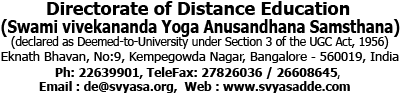 Directorate of Distance Education
(Swami vivekananda Yoga Anusandhana Samsthana)
(declared as Deemed-to-University under Section 3 of the UGC Act, 1956)
Eknath Bhavan, No:9, Kempegowda Nagar, Bangalore - 560019, India
Ph: 22639901, TeleFax: 27826036 / 26608645,
Email : de@svyasa.org,  Web : www.svyasadde.com